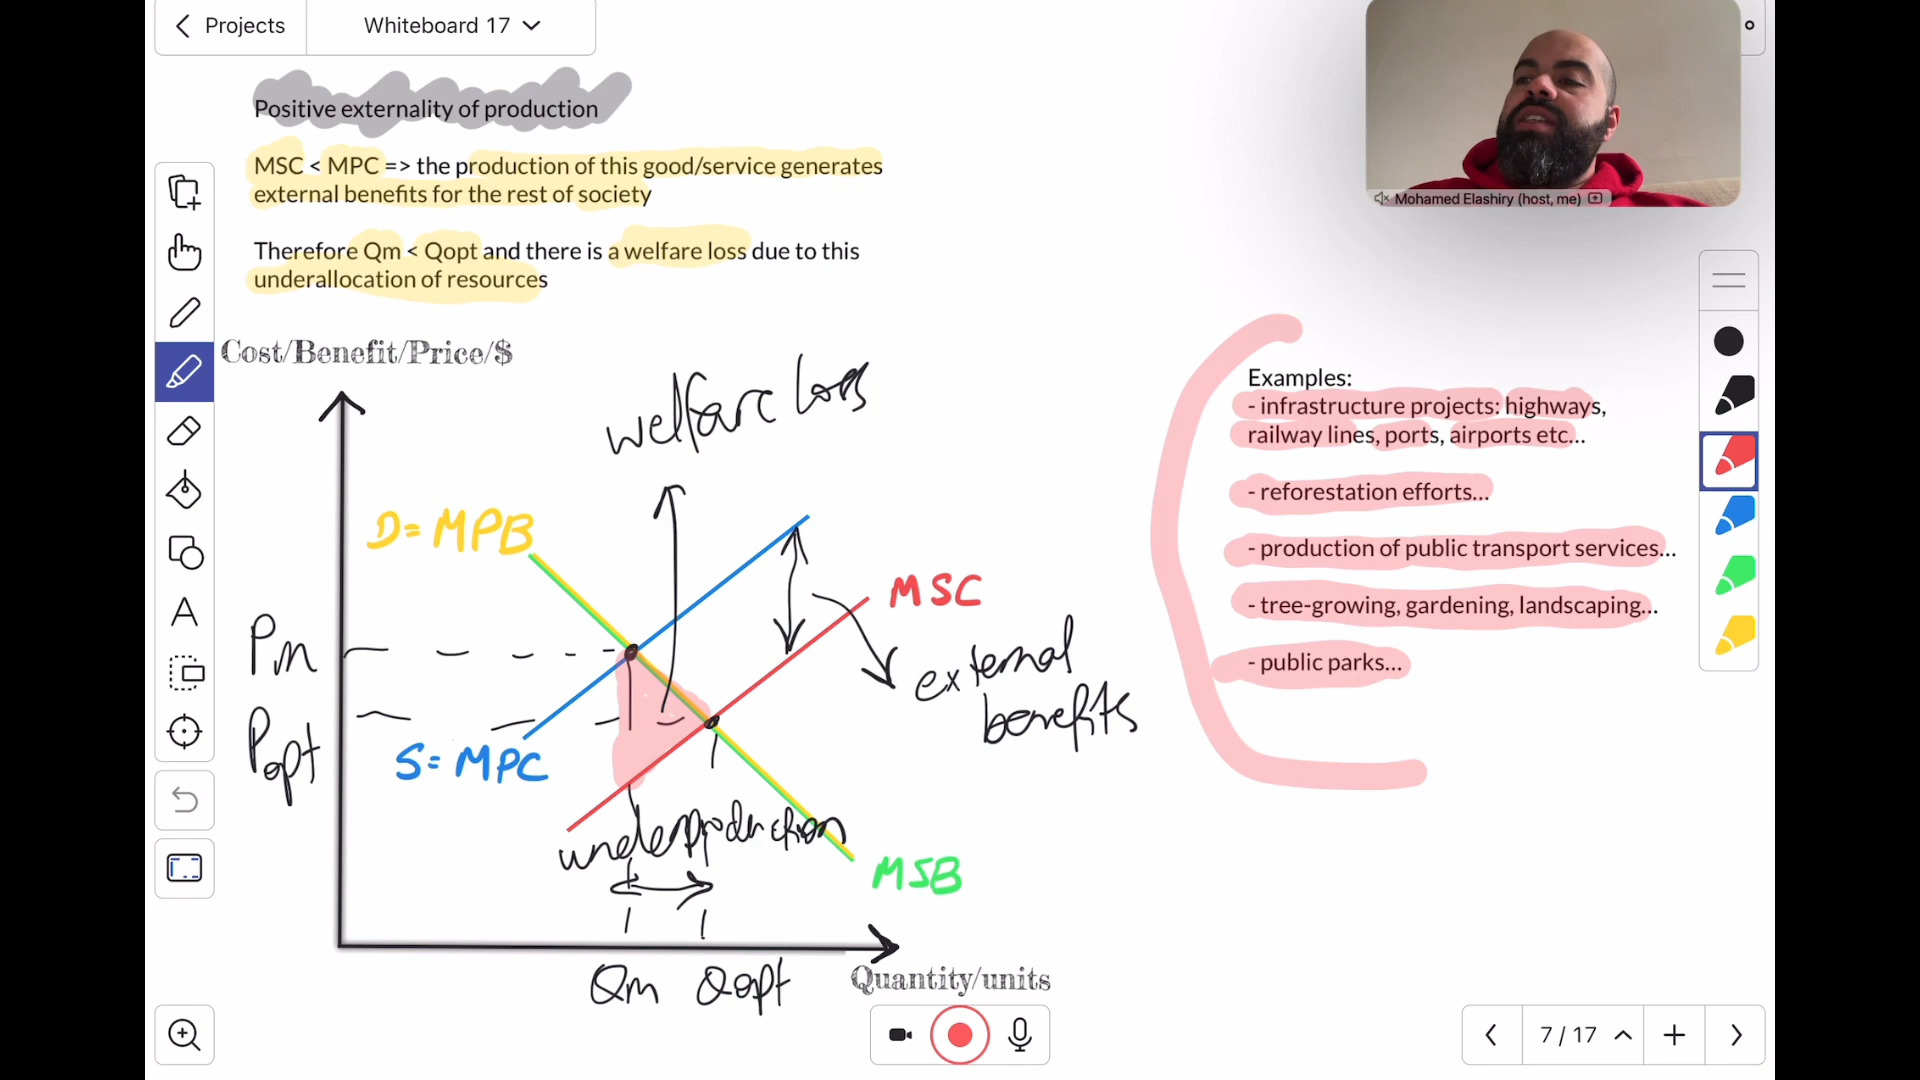 Projects
Whiteboard 17
Positive externality of production
MSC < MPC => the production of this good/service generates
external benefits for the rest of society
Therefore Qm < Qopt and there is a welfare loss due to this
underallocation of resources
Mohamed Elashiry (host, me)
Cost/Benefit/Price/$
welfare loss
D= MPB
MSC
Pm
Popt
S= MPC
external
benefits
underproduction
MSB
Qm Qopt
Quantity/units
Examples:
- infrastructure projects: highways,
railway lines, ports, airports etc...
- reforestation efforts...
- production of public transport services...
- tree-growing, gardening, landscaping...
- public parks...
A
7 / 17